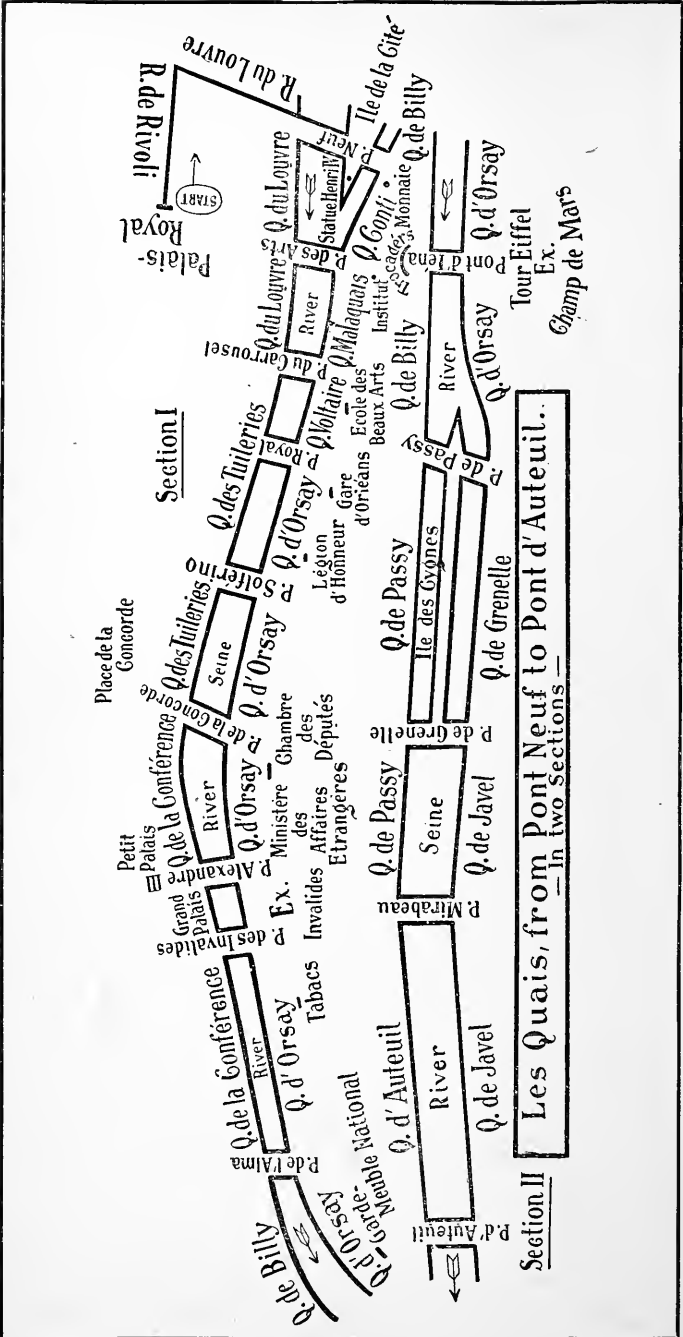 Section I
R. de Rivoli
START
Palais-
Royal
R. du Louvre
Ile de la Cité
P. Neuf
Statue Henri IV
Q. du Louvre
Q. Conti
Monnaie
P. des Arts
Q. du Louvre
River
Q. Malaquais
Institut
P. du Carrousel
Q. Voltaire
Ecole des
Beaux Arts
P. Royal
Q. des Tuileries
Q. d'Orsay
Gare
d'Orléans
Légion
d'Honneur
P. Solférino
Q. des Tuileries
Seine
Q. d'Orsay
Place de la
Concorde
P. de la Concorde
Chambre
des
Députés
Q. de la Conférence
River
Q. d'Orsay
Ministère
des
Affaires
Etrangères
Petit
Palais
P. Alexandre III
Grand
Palais
Ex.
Invalides
P. des Invalides
Q. de la Conférence
River
Q. d'Orsay
Tabacs
P. de l'Alma
Q. de Billy
Q. d'Orsay
Garde-
Meuble National
Section II
Q. de Billy
Q. d'Orsay
Pont d'Iéna
Tour Eiffel
Ex.
Champ de Mars
Q. de Billy
River
Q. d'Orsay
P. de Passy
Q. de Passy
Ile des Cygnes
Q. de Grenelle
P. de Grenelle
Q. de Passy
Seine
Q. de Javel
P. Mirabeau
Q. d'Auteuil
River
Q. de Javel
P. d'Auteuil
Les Quais, from Pont Neuf to Pont d'Auteuil..
— In two Sections —